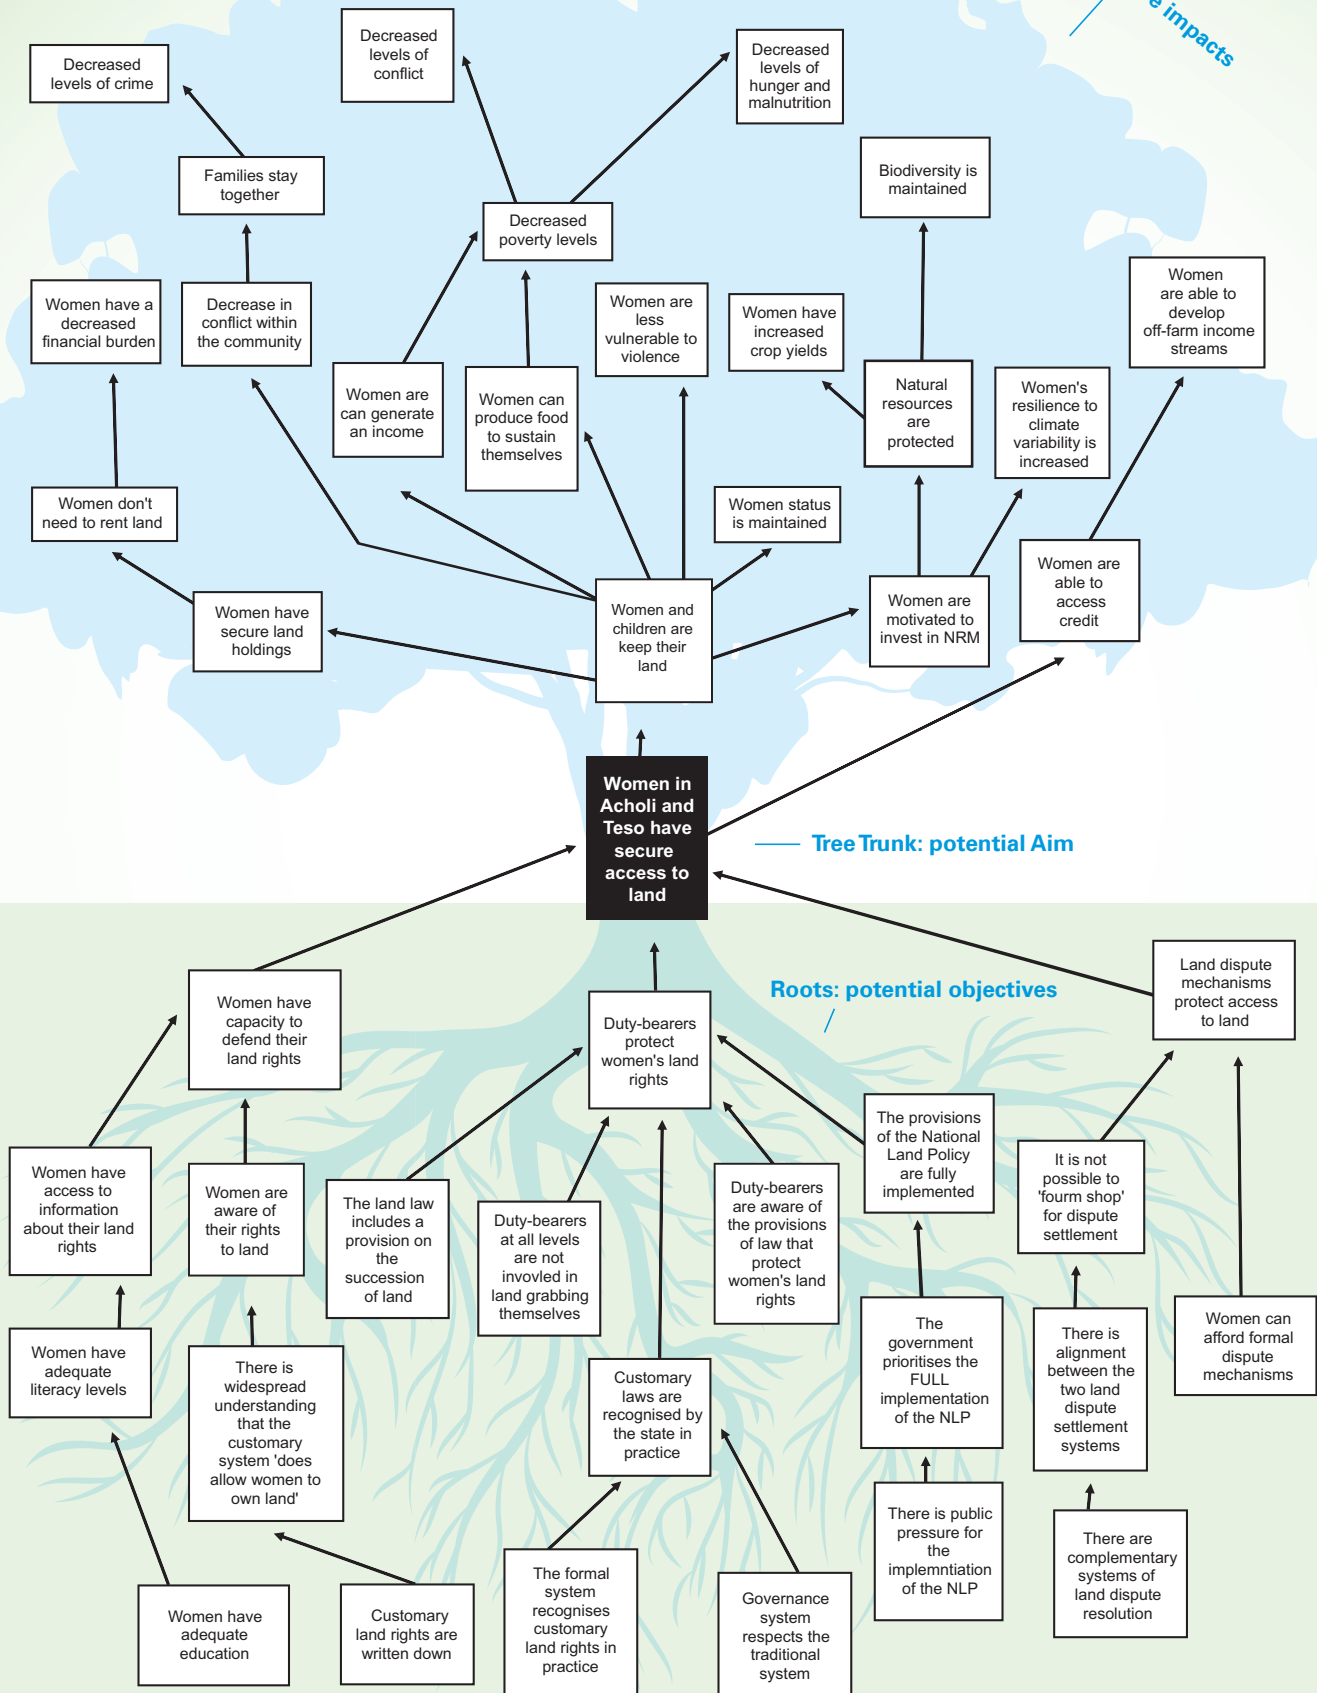 e impacts
Decreased
levels of crime
Decreased
levels of
conflict
Decreased
levels of
hunger and
malnutrition
Families stay
together
Biodiversity is
maintained
Decreased
poverty levels
Women have a
decreased
financial burden
Decrease in
conflict within
the community
Women are
less
vulnerable to
violence
Women have
increased
crop yields
Women
are able to
develop
off-farm income
streams
Women are
can generate
an income
Women can
produce food
to sustain
themselves
Natural
resources
are
protected
Women's
resilience to
climate
variability is
increased
Women don't
need to rent land
Women status
is maintained
Women have
secure land
holdings
Women and
children are
keep their
land
Women are
motivated to
invest in NRM
Women are
able to
access
credit
Women in
Acholi and
Teso have
secure
access to
land
Tree Trunk: potential Aim
Roots: potential objectives
Women have
capacity to
defend their
land rights
Duty-bearers
protect
women's land
rights
Land dispute
mechanisms
protect access
to land
Women have
access to
information
about their land
rights
Women are
aware of
their rights
to land
The land law
includes a
provision on
the
succession
of land
Duty-bearers
at all levels
are not
invovled in
land grabbing
themselves
Duty-bearers
are aware of
the provisions
of law that
protect
women's land
rights
The provisions
of the National
Land Policy
are fully
implemented
It is not
possible to
'fourm shop'
for dispute
settlement
Women have
adequate
literacy levels
There is
widespread
understanding
that the
customary
system 'does
allow women to
own land'
Customary
laws are
recognised by
the state in
practice
The
government
prioritises the
FULL
implementation
of the NLP
There is
alignment
between the
two land
dispute
settlement
systems
Women can
afford formal
dispute
mechanisms
Women have
adequate
education
Customary
land rights are
written down
The formal
system
recognises
customary
land rights in
practice
Governance
system
respects the
traditional
system
There is public
pressure for
the
implemntiation
of the NLP
There are
complementary
systems of
land dispute
resolution